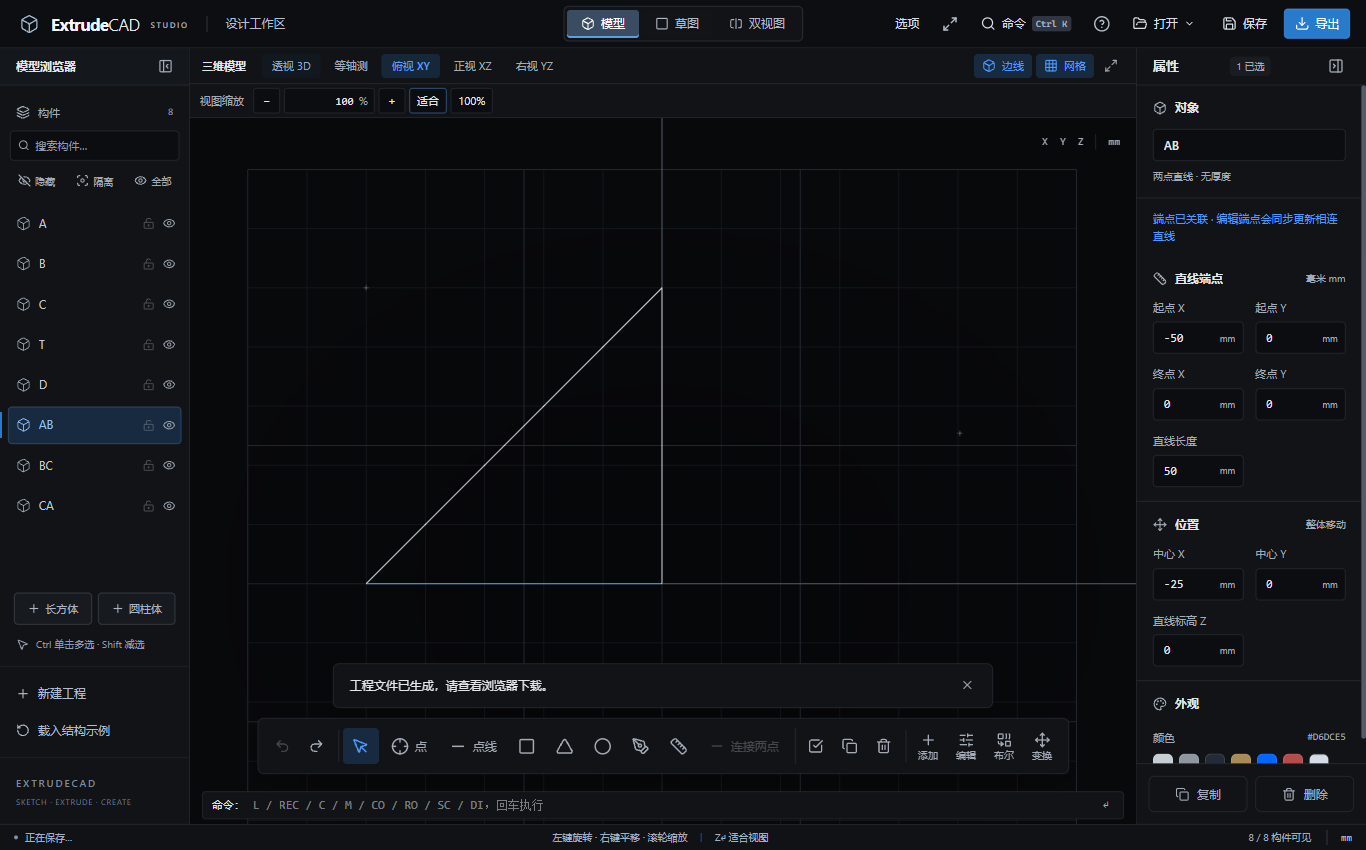 ExtrudeCAD STUDIO 设计工作区 模型 草图 双视图 选项 命令 Ctrl K 打开 保存 导出
模型浏览器
三维模型 透视 3D 等轴测 俯视 XY 正视 XZ 右视 YZ 边线 网格
属性 1 已选
构件 8
搜索构件...
隐藏 隔离 全部
A
B
C
T
D
AB
BC
CA
长方体 圆柱体
Ctrl 单击多选 · Shift 减选
新建工程
载入结构示例
EXTRUDECAD
SKETCH · EXTRUDE · CREATE
视图缩放 − 100 % + 适合 100%
X Y Z mm
工程文件已生成，请查看浏览器下载。
点 点线 连接两点 添加 编辑 布尔 变换
命令: L / REC / C / M / CO / RO / SC / DI，回车执行
对象
AB
两点直线 · 无厚度
端点已关联 · 编辑端点会同步更新相连
直线
直线端点 毫米 mm
起点 X 起点 Y
-50 mm 0 mm
终点 X 终点 Y
0 mm 0 mm
直线长度
50 mm
位置 整体移动
中心 X 中心 Y
-25 mm 0 mm
直线标高 Z
0 mm
外观
颜色 #D6DCE5
复制 删除
正在保存... 左键旋转 · 右键平移 · 滚轮缩放 Z↵ 适合视图 8 / 8 构件可见 mm